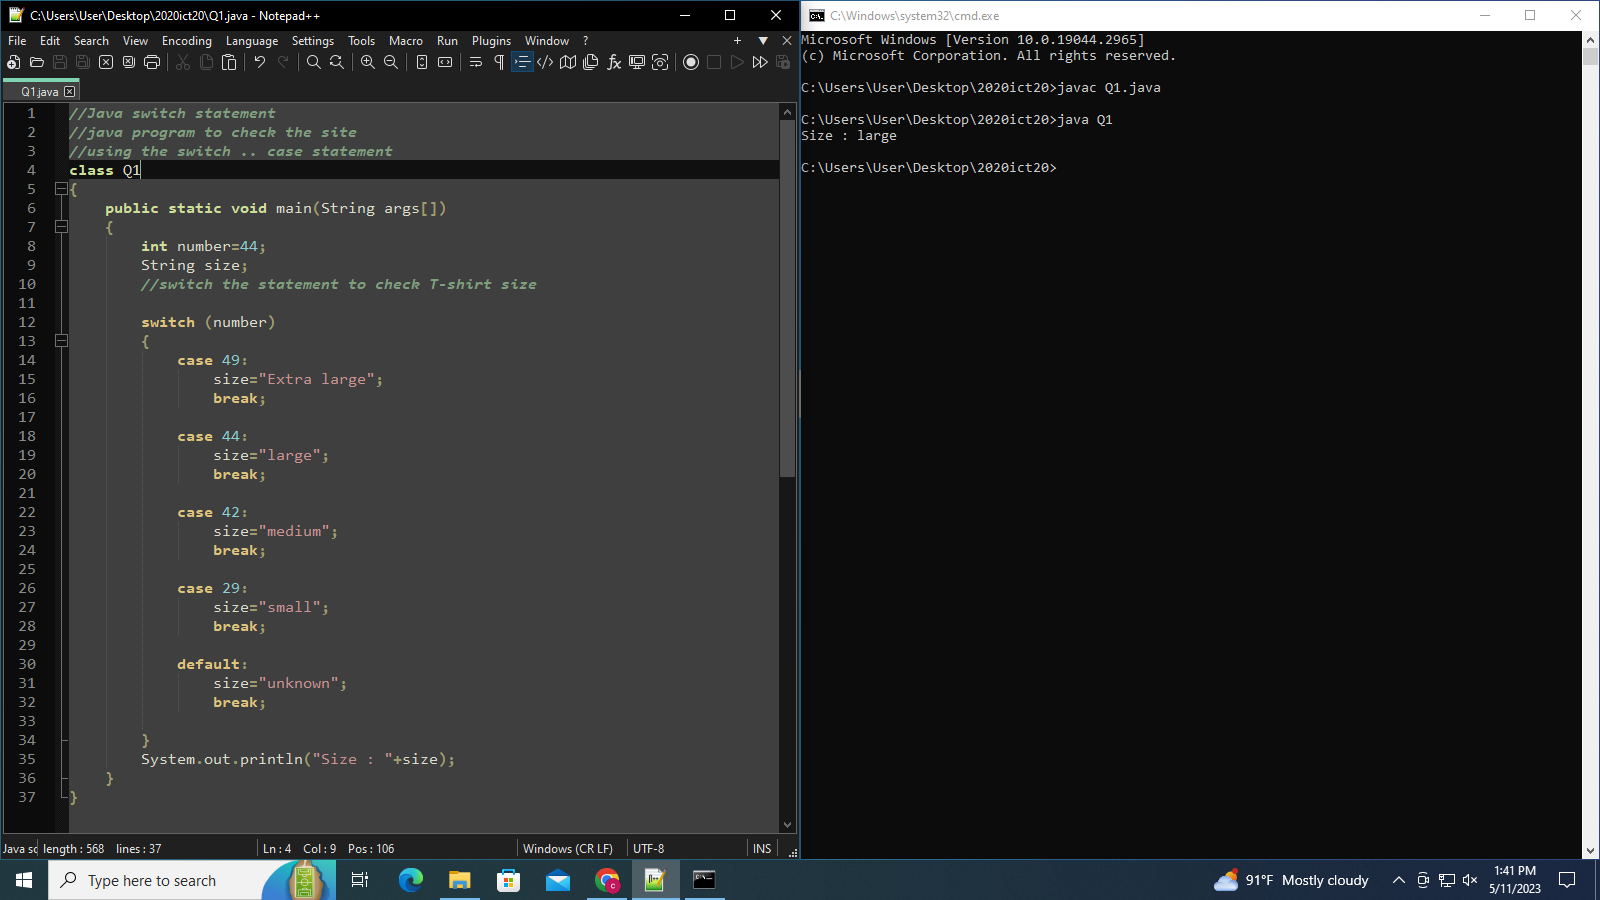 C:\Users\User\Desktop\2020ict20\Q1.java - Notepad++
File Edit Search View Encoding Language Settings Tools Macro Run Plugins Window ?
Q1.java
1 //Java switch statement
2 //java program to check the site
3 //using the switch .. case statement
4 class Q1
5 {
6 public static void main(String args[])
7 {
8 int number=44;
9 String size;
10 //switch the statement to check T-shirt size
11
12 switch (number)
13 {
14 case 49:
15 size="Extra large";
16 break;
17
18 case 44:
19 size="large";
20 break;
21
22 case 42:
23 size="medium";
24 break;
25
26 case 29:
27 size="small";
28 break;
29
30 default:
31 size="unknown";
32 break;
33
34 }
35 System.out.println("Size : "+size);
36 }
37 }
Java sc length : 568 lines : 37 Ln : 4 Col : 9 Pos : 106 Windows (CR LF) UTF-8 INS
C:\Windows\system32\cmd.exe
Microsoft Windows [Version 10.0.19044.2965]
(c) Microsoft Corporation. All rights reserved.
C:\Users\User\Desktop\2020ict20>javac Q1.java
C:\Users\User\Desktop\2020ict20>java Q1
Size : large
C:\Users\User\Desktop\2020ict20>
Type here to search
91°F Mostly cloudy
1:41 PM
5/11/2023